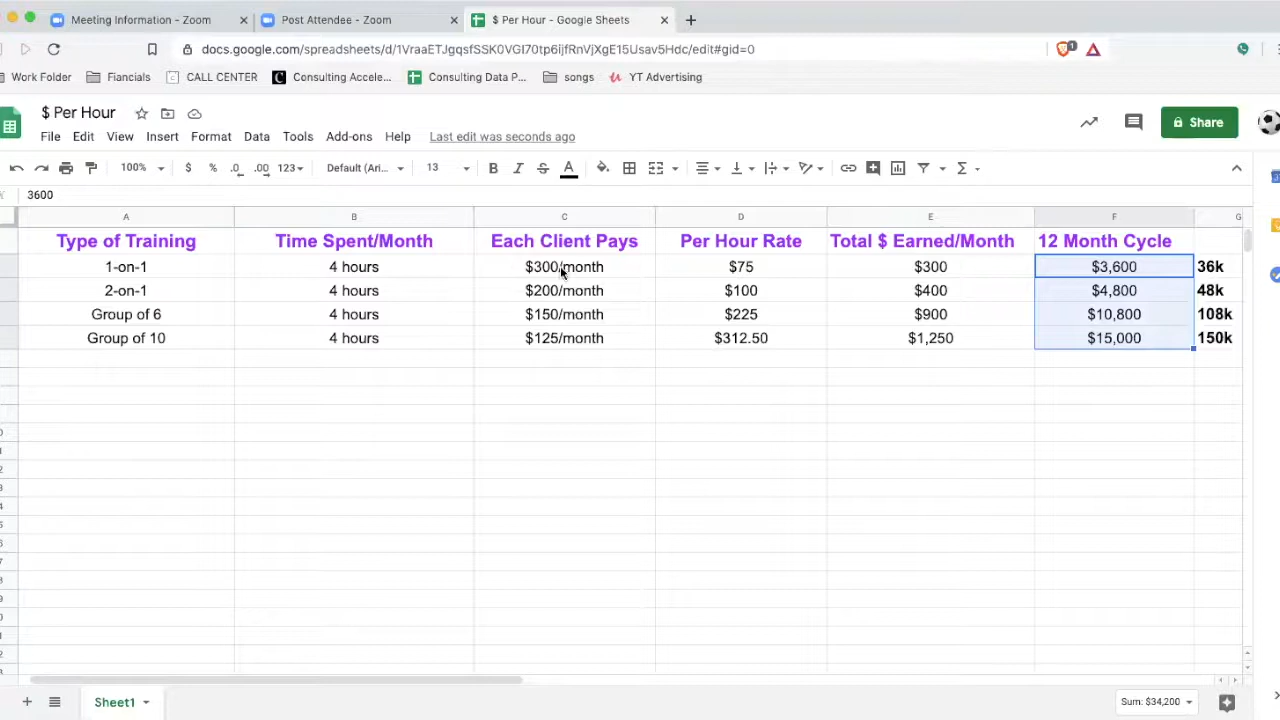 Meeting Information - Zoom
Post Attendee - Zoom
$ Per Hour - Google Sheets
docs.google.com/spreadsheets/d/1VraaETJgqsfSSK0VGI70tp6ijfRnVjXgE15Usav5Hdc/edit#gid=0
1
Work Folder
Fiancials
CALL CENTER
Consulting Accele...
Consulting Data P...
songs
YT Advertising
$ Per Hour
File Edit View Insert Format Data Tools Add-ons Help Last edit was seconds ago
Share
100% $ % .0 .00 123 Default (Ari... 13 B I S A
3600
A B C D E F G
Type of Training Time Spent/Month Each Client Pays Per Hour Rate Total $ Earned/Month 12 Month Cycle
1-on-1 4 hours $300/month $75 $300 $3,600 36k
2-on-1 4 hours $200/month $100 $400 $4,800 48k
Group of 6 4 hours $150/month $225 $900 $10,800 108k
Group of 10 4 hours $125/month $312.50 $1,250 $15,000 150k
Sheet1
Sum: $34,200